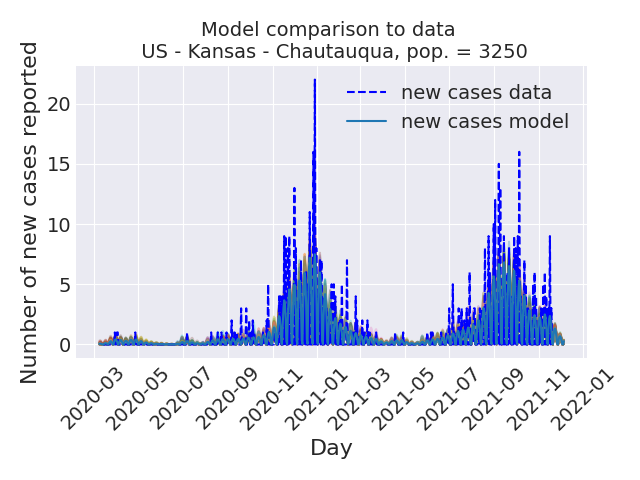 Model comparison to data
US - Kansas - Chautauqua, pop. = 3250
Number of new cases reported
20
15
10
5
0
new cases data
new cases model
2020-03
2020-05
2020-07
2020-09
2020-11
2021-01
2021-03
2021-05
2021-07
2021-09
2021-11
2022-01
Day